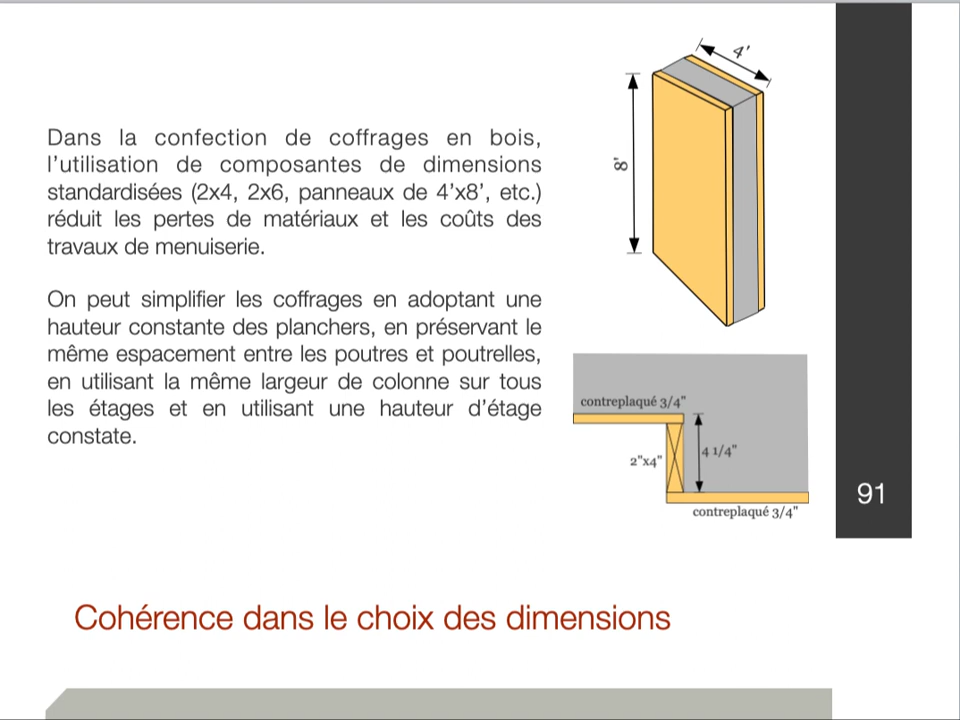 Dans la confection de coffrages en bois,
l'utilisation de composantes de dimensions
standardisées (2x4, 2x6, panneaux de 4'x8', etc.)
réduit les pertes de matériaux et les coûts des
travaux de menuiserie.
On peut simplifier les coffrages en adoptant une
hauteur constante des planchers, en préservant le
même espacement entre les poutres et poutrelles,
en utilisant la même largeur de colonne sur tous
les étages et en utilisant une hauteur d'étage
constate.
4'
8'
contreplaqué 3/4"
2"x4"
4 1/4"
contreplaqué 3/4"
91
Cohérence dans le choix des dimensions